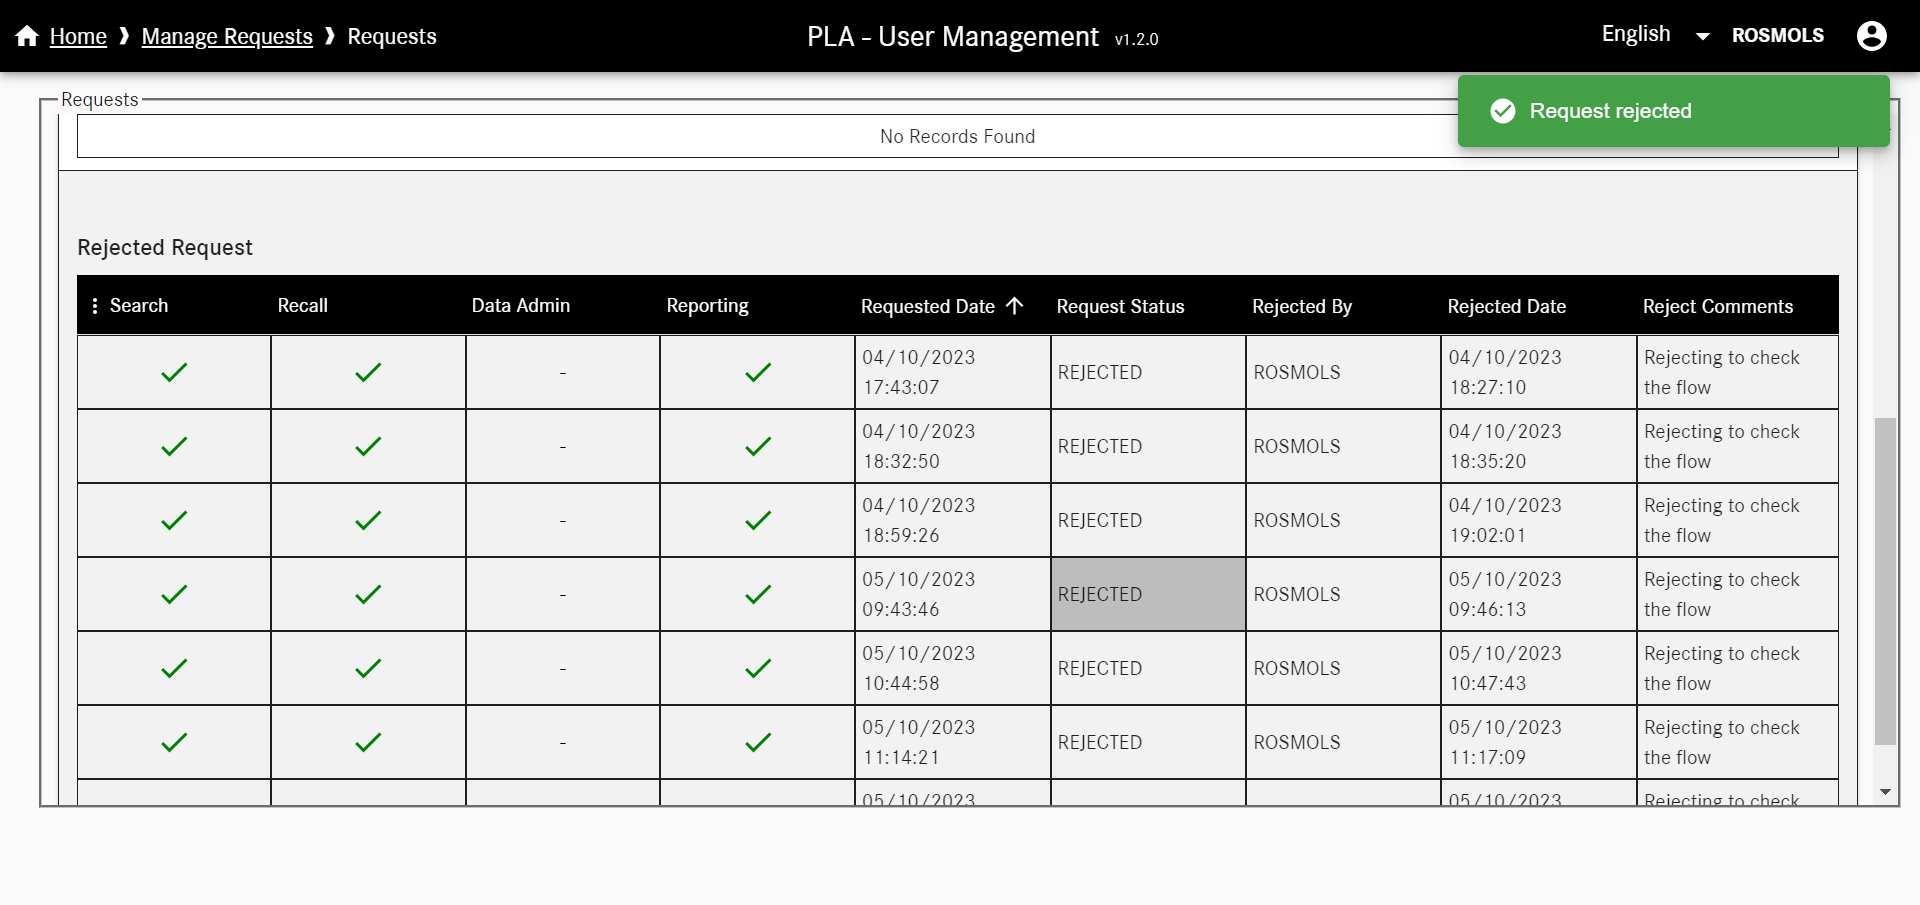 Home ❱ Manage Requests ❱ Requests
PLA - User Management v1.2.0
English ROSMOLS
Request rejected
Requests
No Records Found
Rejected Request
Search Recall Data Admin Reporting Requested Date Request Status Rejected By Rejected Date Reject Comments
04/10/2023 17:43:07 REJECTED ROSMOLS 04/10/2023 18:27:10 Rejecting to check the flow
04/10/2023 18:32:50 REJECTED ROSMOLS 04/10/2023 18:35:20 Rejecting to check the flow
04/10/2023 18:59:26 REJECTED ROSMOLS 04/10/2023 19:02:01 Rejecting to check the flow
05/10/2023 09:43:46 REJECTED ROSMOLS 05/10/2023 09:46:13 Rejecting to check the flow
05/10/2023 10:44:58 REJECTED ROSMOLS 05/10/2023 10:47:43 Rejecting to check the flow
05/10/2023 11:14:21 REJECTED ROSMOLS 05/10/2023 11:17:09 Rejecting to check the flow
05/10/2023 05/10/2023 Rejecting to check